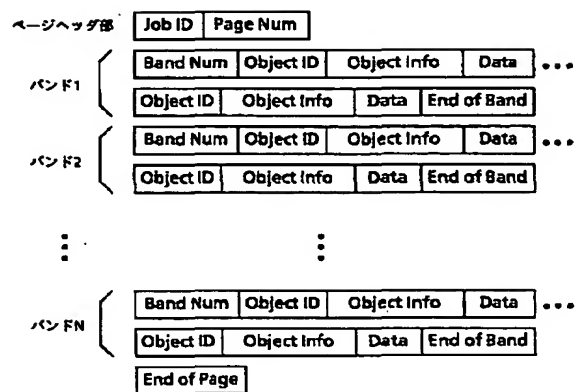 ページヘッダ部 Job ID Page Num
バンド1
Band Num Object ID Object Info Data •••
Object ID Object Info Data End of Band
バンド2
Band Num Object ID Object Info Data •••
Object ID Object Info Data End of Band
バンドN
Band Num Object ID Object Info Data •••
Object ID Object Info Data End of Band
End of Page